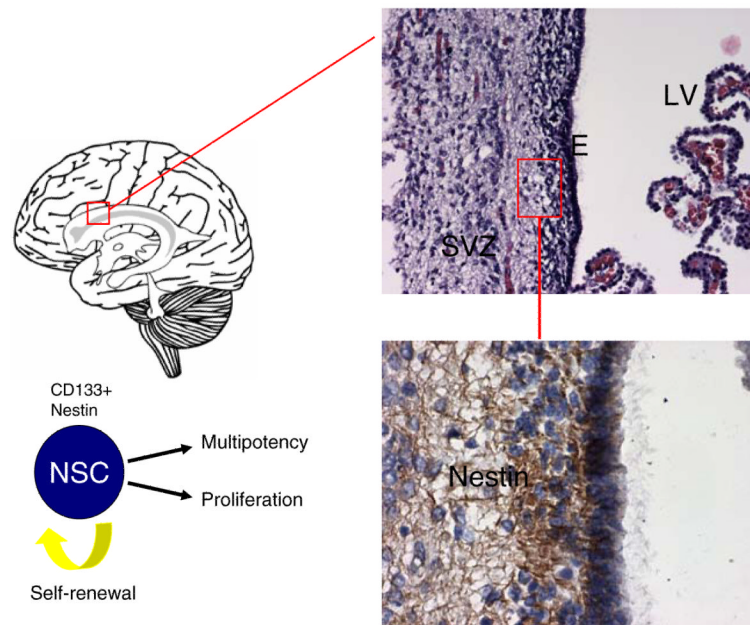 LV
E
SVZ
CD133+
Nestin
NSC
Multipotency
Proliferation
Self-renewal
Nestin